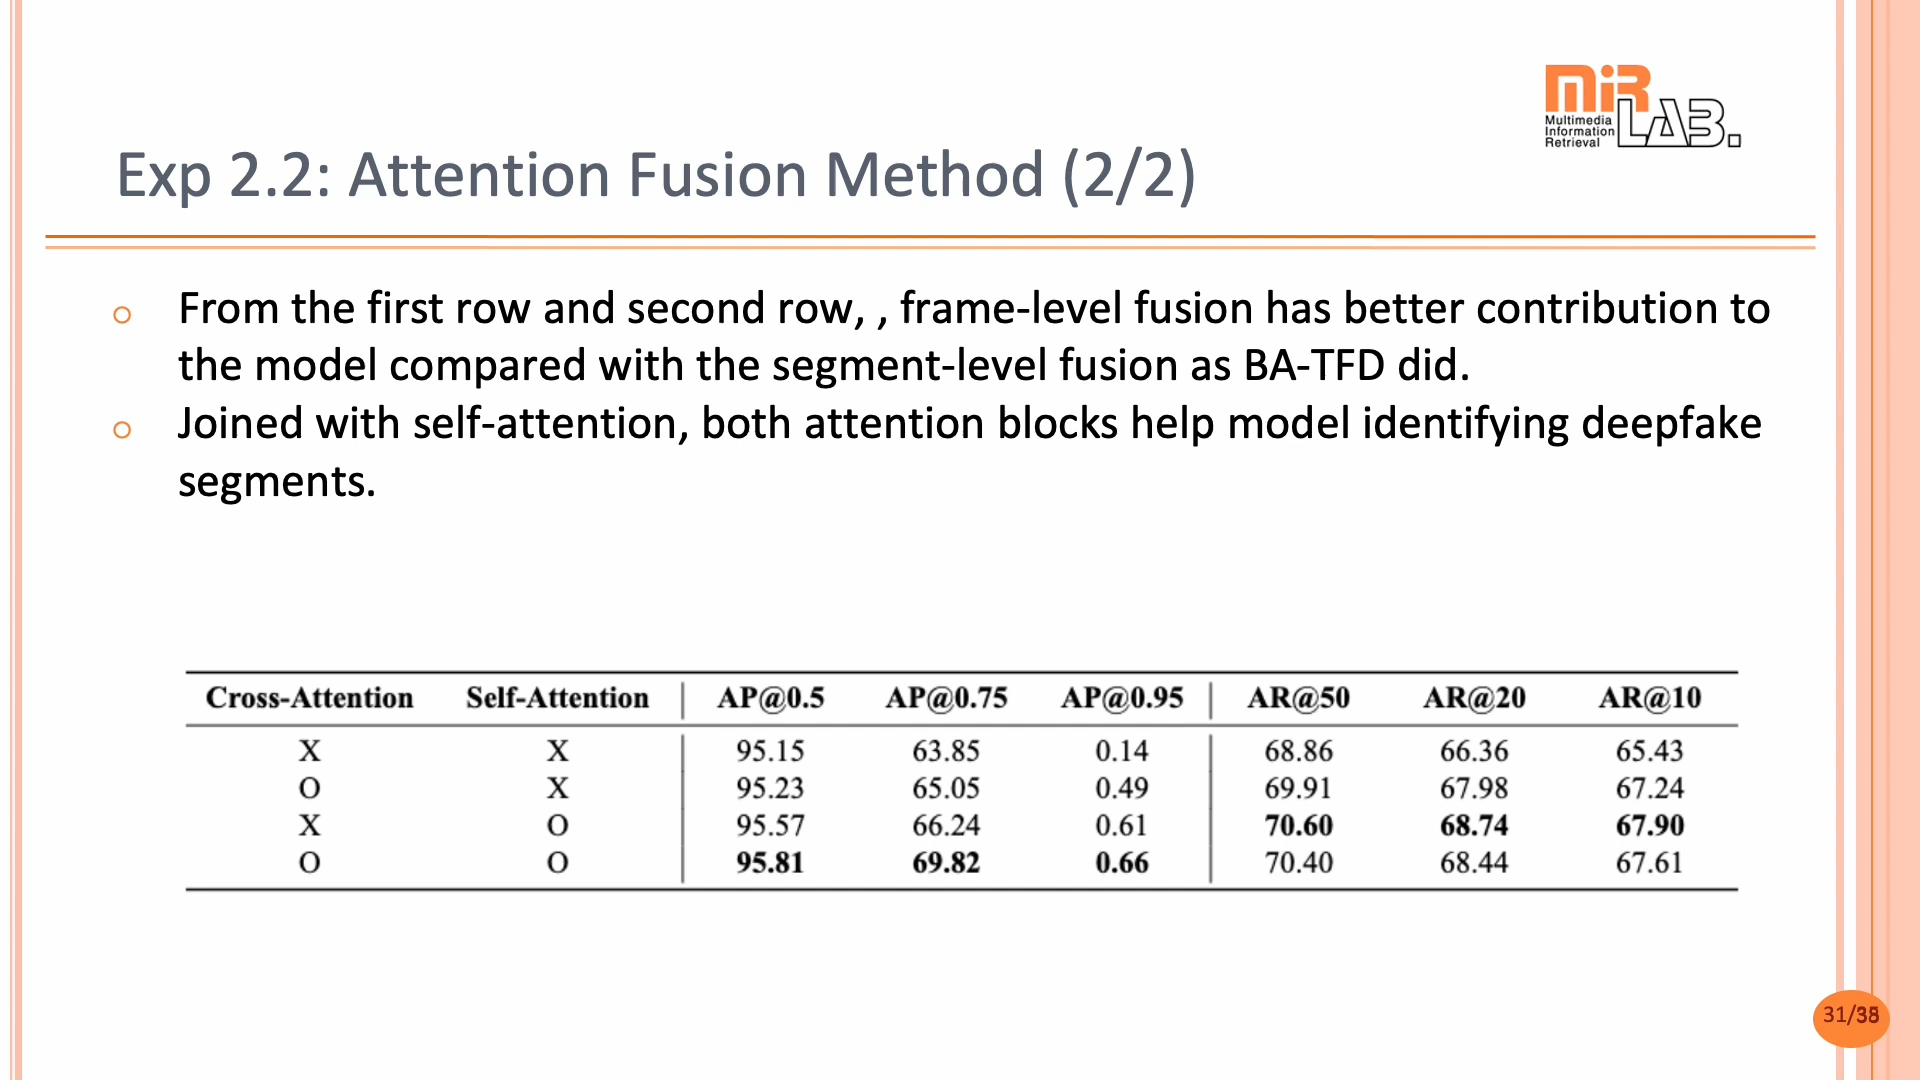 MiR LAB.
Multimedia
Information
Retrieval
Exp 2.2: Attention Fusion Method (2/2)
From the first row and second row, , frame-level fusion has better contribution to
the model compared with the segment-level fusion as BA-TFD did.
Joined with self-attention, both attention blocks help model identifying deepfake
segments.
Cross-Attention Self-Attention AP@0.5 AP@0.75 AP@0.95 AR@50 AR@20 AR@10
X X 95.15 63.85 0.14 68.86 66.36 65.43
O X 95.23 65.05 0.49 69.91 67.98 67.24
X O 95.57 66.24 0.61 70.60 68.74 67.90
O O 95.81 69.82 0.66 70.40 68.44 67.61
31/